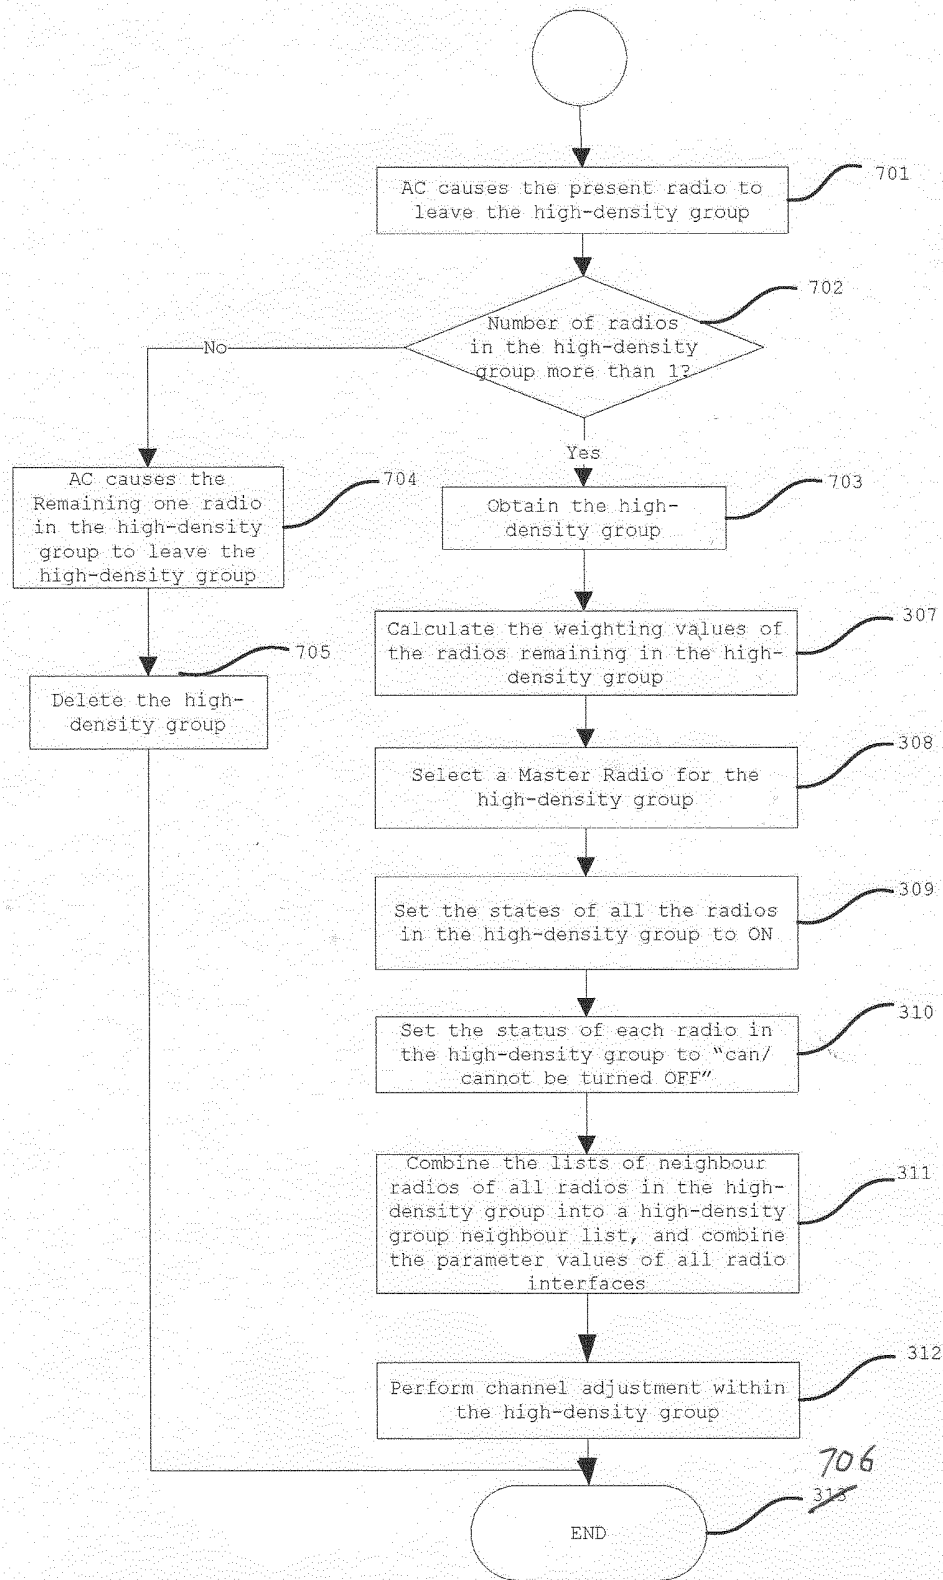 AC causes the present radio to
leave the high-density group
701
Number of radios
in the high-density
group more than 1?
702
No
Yes
AC causes the
Remaining one radio
in the high-density
group to leave the
high-density group
704
Obtain the high-
density group
703
Delete the high-
density group
705
Calculate the weighting values of
the radios remaining in the high-
density group
307
Select a Master Radio for the
high-density group
308
Set the states of all the radios
in the high-density group to ON
309
Set the status of each radio in
the high-density group to “can/
cannot be turned OFF”
310
Combine the lists of neighbour
radios of all radios in the high-
density group into a high-density
group neighbour list, and combine
the parameter values of all radio
interfaces
311
Perform channel adjustment within
the high-density group
312
706
313
END